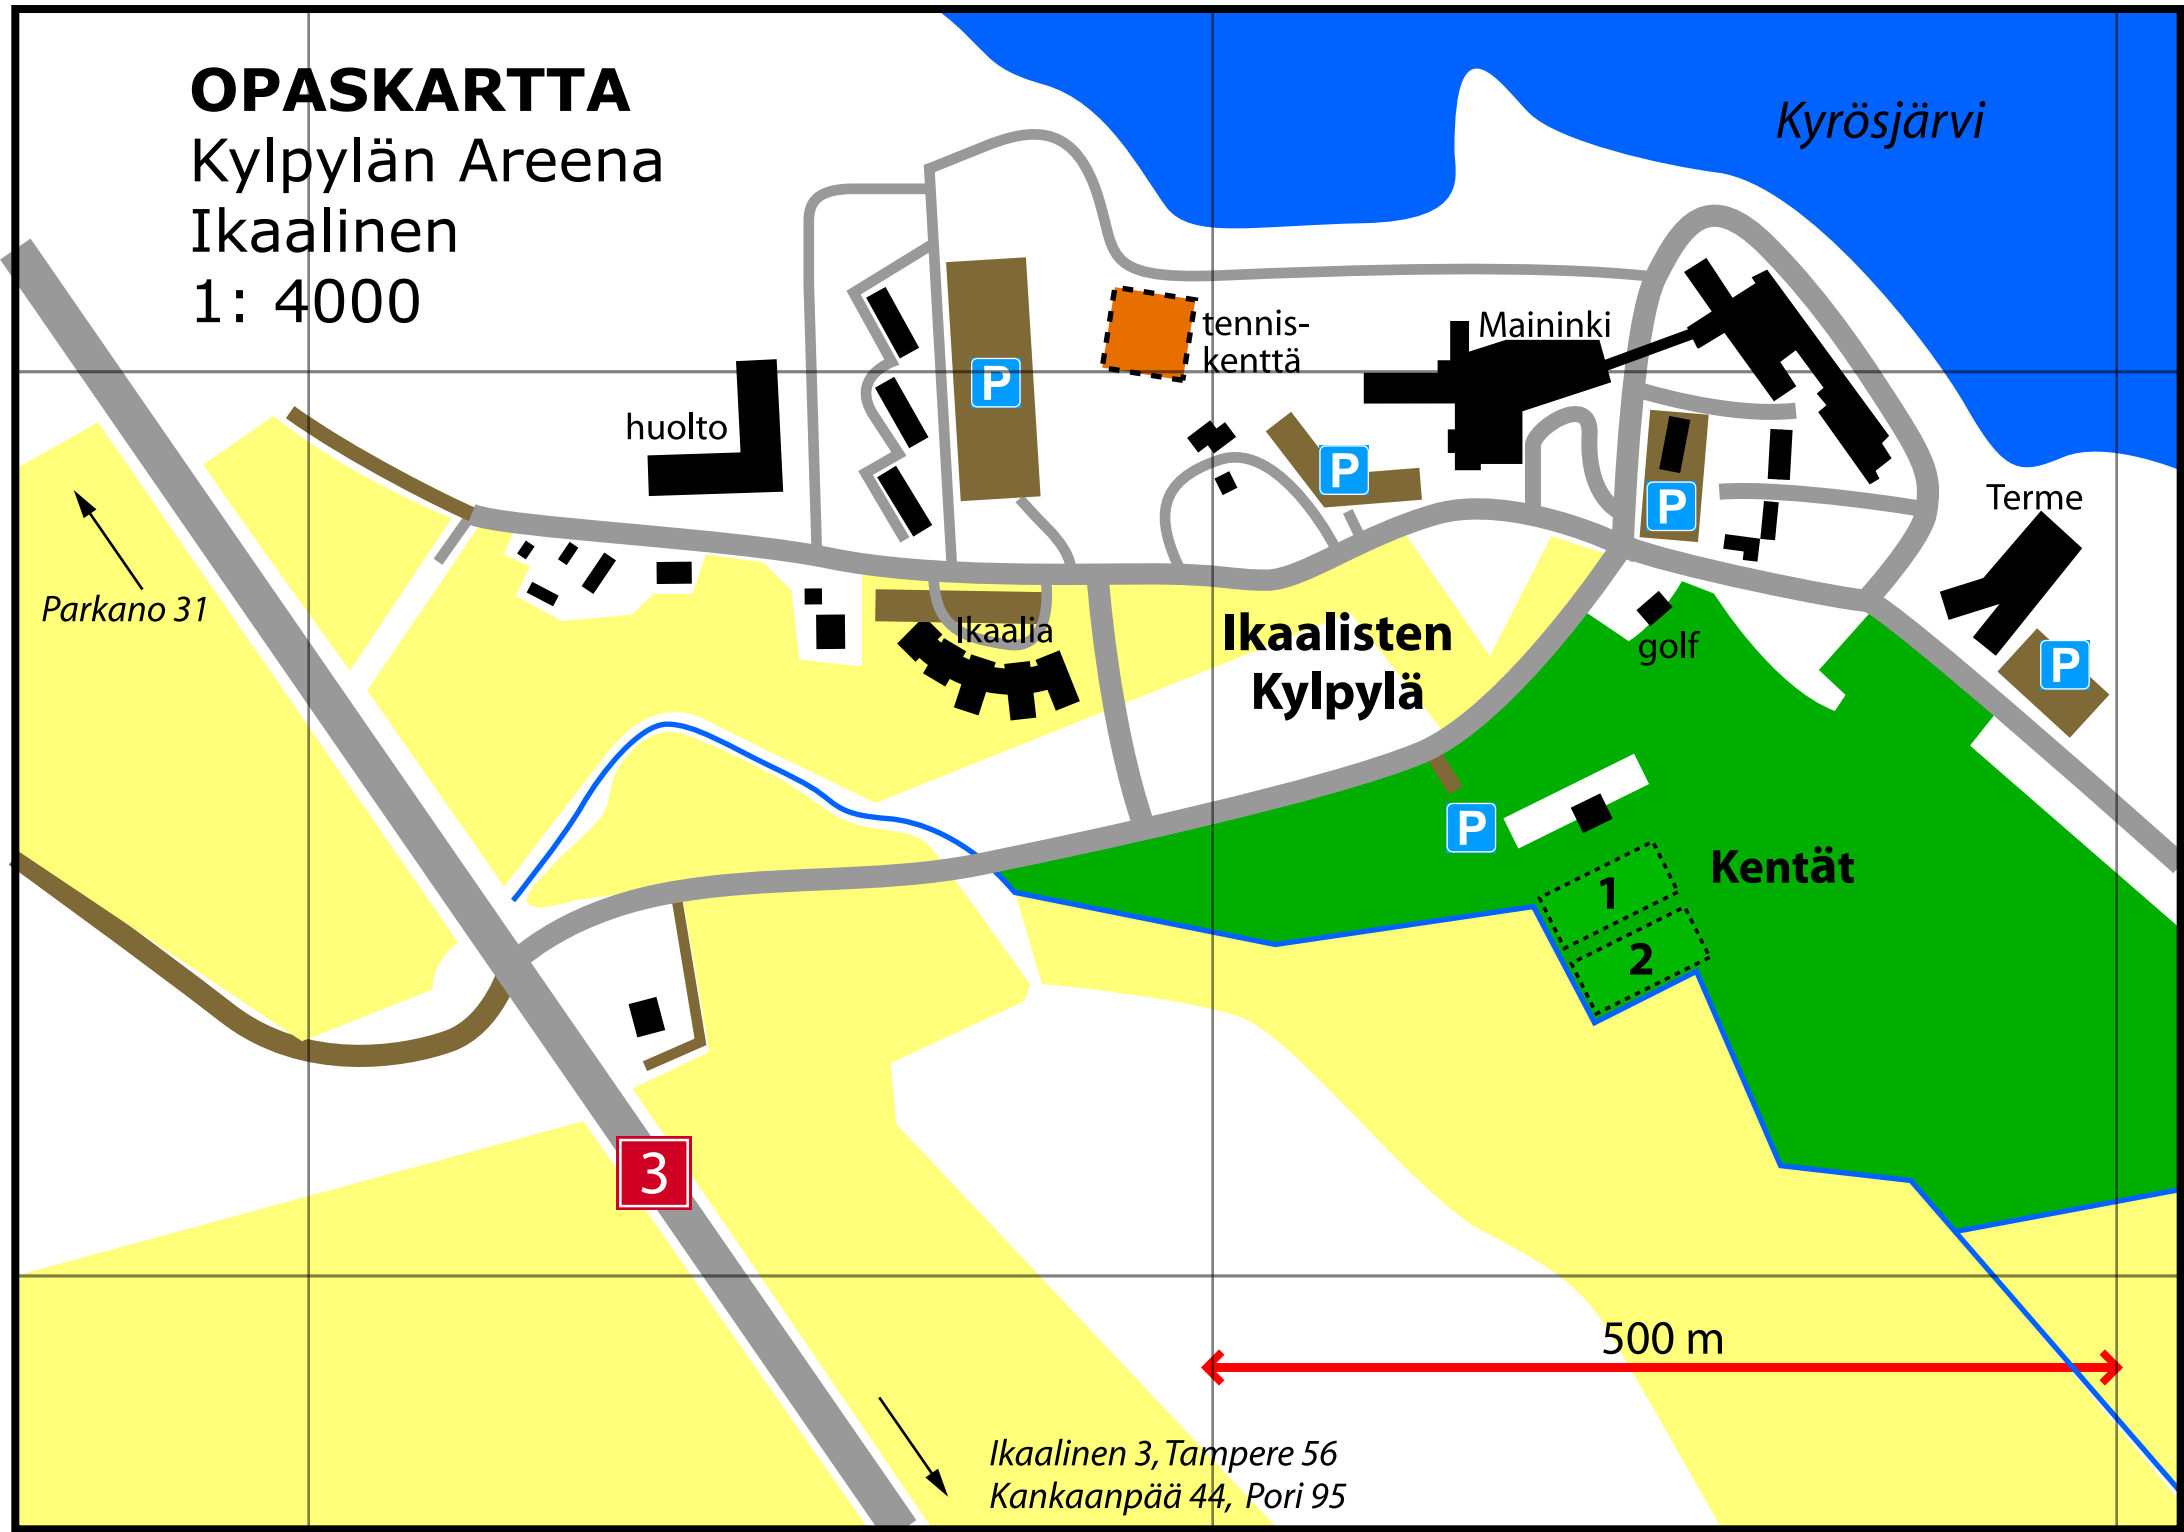 OPASKARTTA
Kylpylän Areena
Ikaalinen
1: 4000
Kyrösjärvi
tennis-
kenttä
Maininki
P
huolto
P
P
Terme
Parkano 31
Ikaalia
Ikaalisten
Kylpylä
golf
P
P
Kentät
1
2
3
500 m
Ikaalinen 3, Tampere 56
Kankaanpää 44, Pori 95